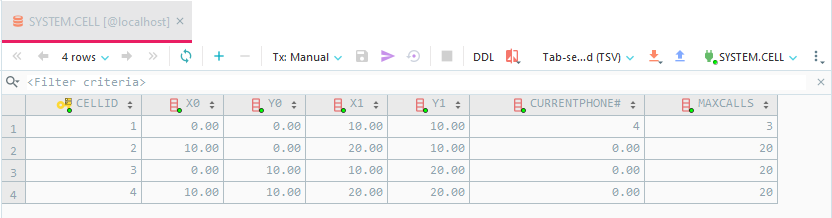 SYSTEM.CELL [@localhost]
4 rows Tx: Manual DDL Tab-se...d (TSV) SYSTEM.CELL
<Filter criteria>
CELLID X0 Y0 X1 Y1 CURRENTPHONE# MAXCALLS
1 1 0.00 0.00 10.00 10.00 4 3
2 2 10.00 0.00 20.00 10.00 0.00 20
3 3 0.00 10.00 10.00 20.00 0.00 20
4 4 10.00 10.00 20.00 20.00 0.00 20